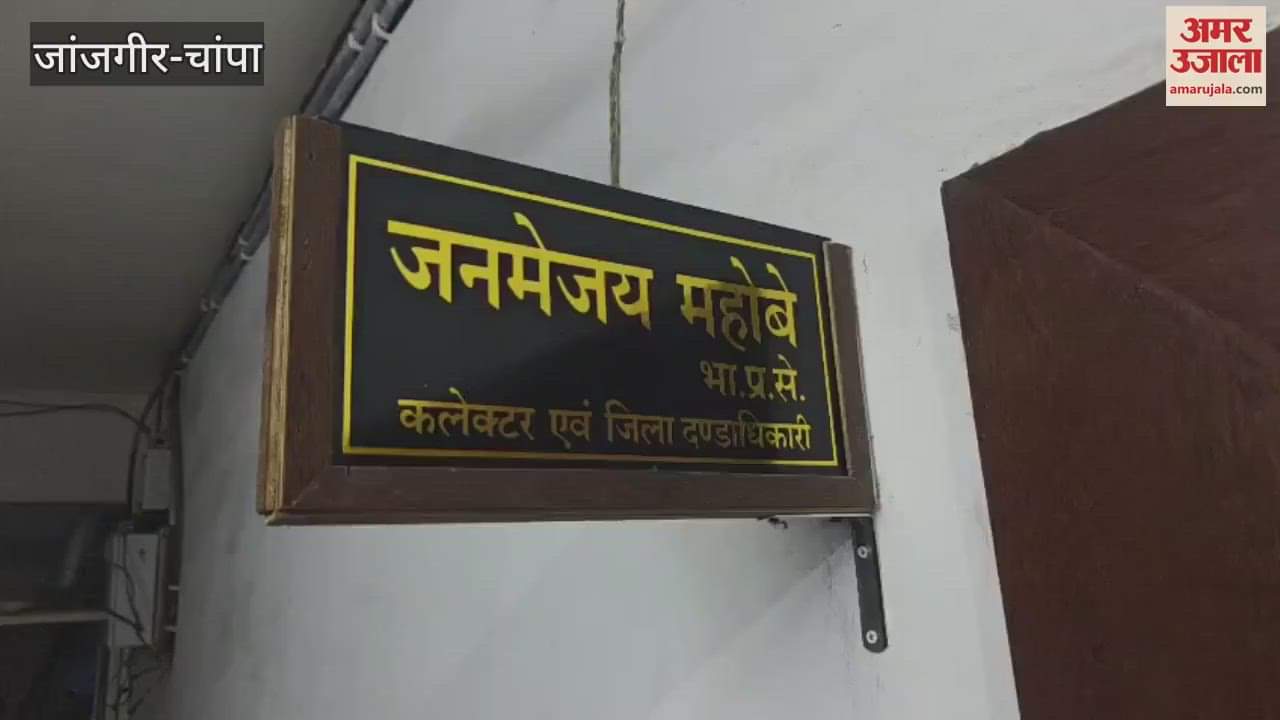 जांजगीर-चांपा
अमर
उजाला
amarujala.com
जनमेजय महोबे
भा.प्र.से.
कलेक्टर एवं जिला दण्डाधिकारी